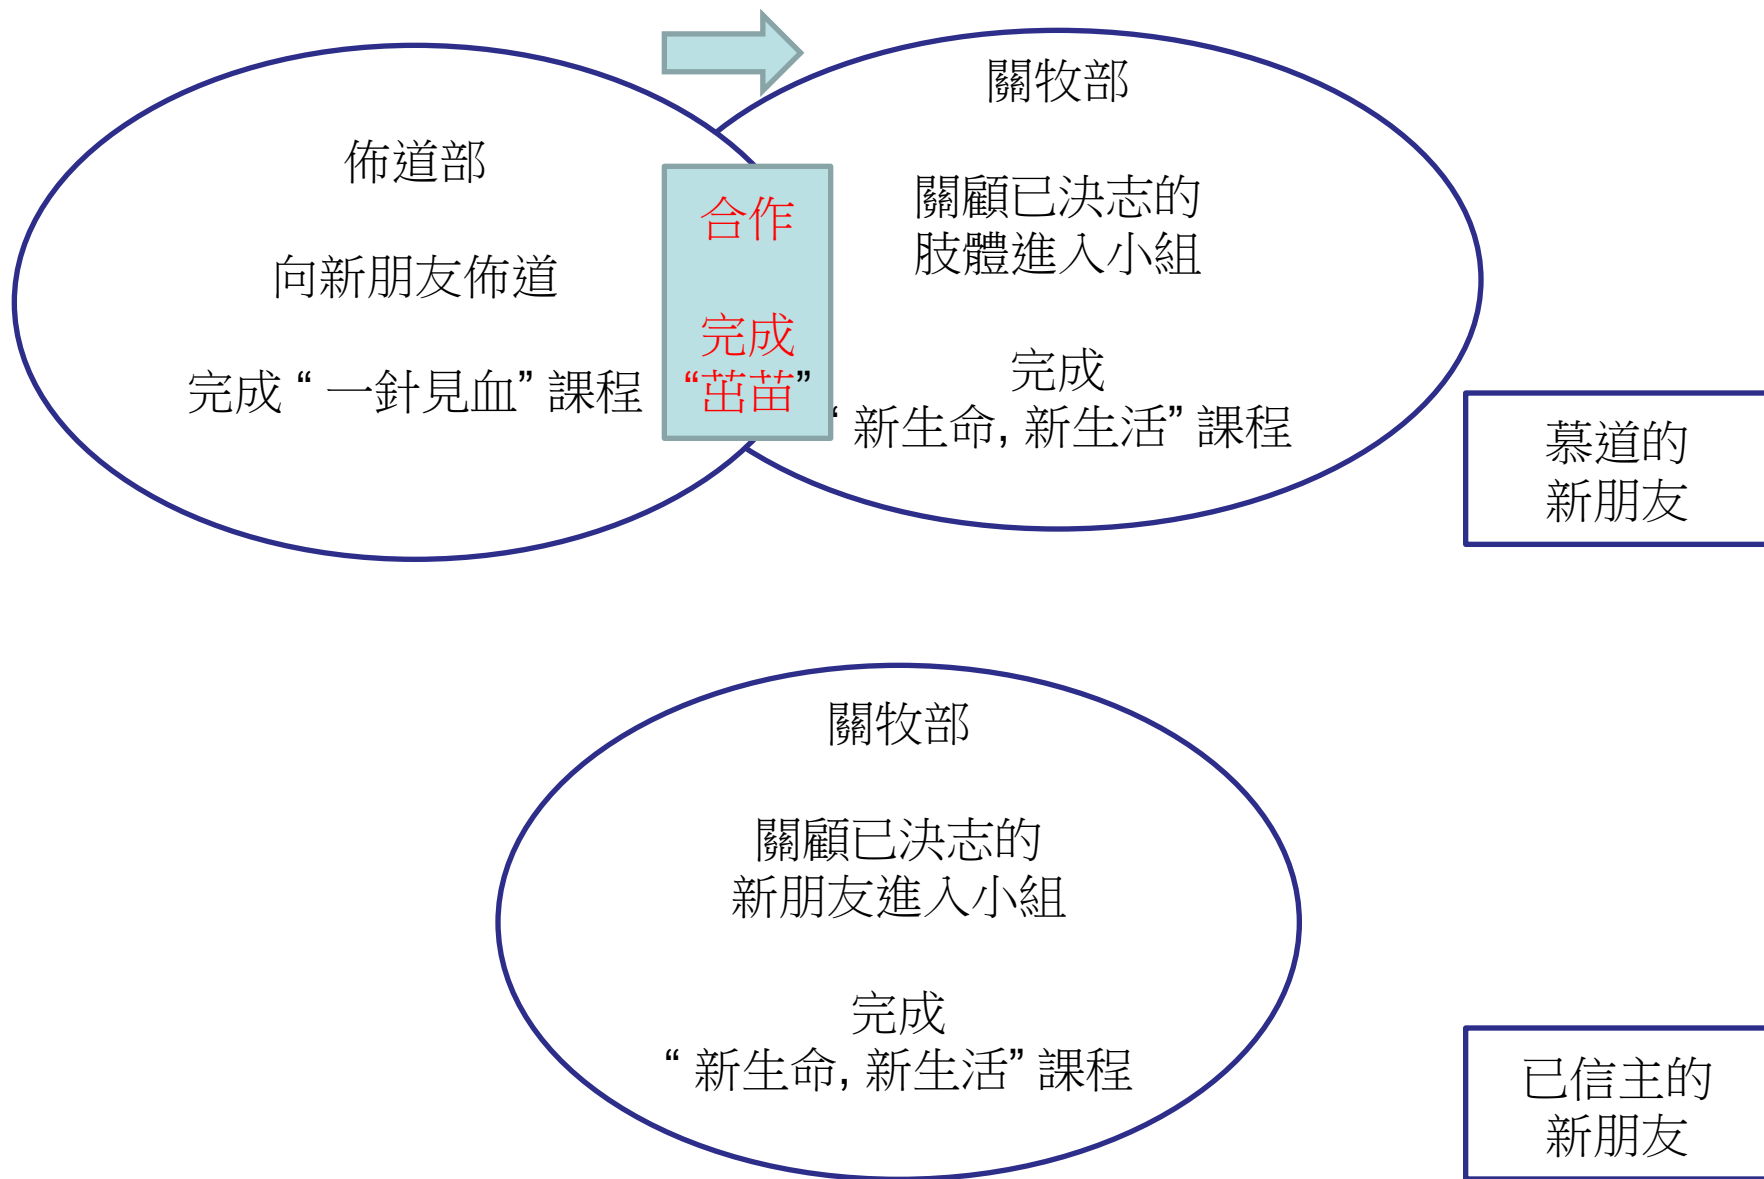 佈道部
向新朋友佈道
完成 “ 一針見血” 課程
合作
完成
“茁苗”
關牧部
關顧已決志的
肢體進入小組
完成
“ 新生命, 新生活” 課程
慕道的
新朋友
關牧部
關顧已決志的
新朋友進入小組
完成
“ 新生命, 新生活” 課程
已信主的
新朋友